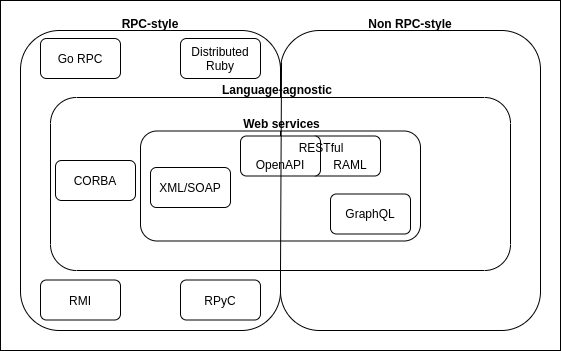 RPC-style
Non RPC-style
Go RPC
Distributed
Ruby
Language-agnostic
Web services
RESTful
OpenAPI
RAML
CORBA
XML/SOAP
GraphQL
RMI
RPyC